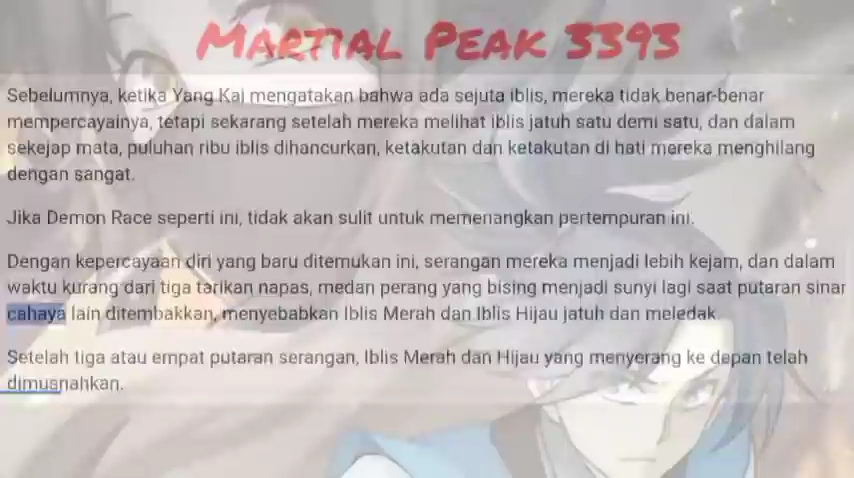 MARTIAL PEAK 3393
Sebelumnya, ketika Yang Kai mengatakan bahwa ada sejuta iblis, mereka tidak benar-benar
mempercayainya, tetapi sekarang setelah mereka melihat iblis jatuh satu demi satu, dan dalam
sekejap mata, puluhan ribu iblis dihancurkan, ketakutan dan ketakutan di hati mereka menghilang
dengan sangat.
Jika Demon Race seperti ini, tidak akan sulit untuk memenangkan pertempuran ini.
Dengan kepercayaan diri yang baru ditemukan ini, serangan mereka menjadi lebih kejam, dan dalam
waktu kurang dari tiga tarikan napas, medan perang yang bising menjadi sunyi lagi saat putaran sinar
cahaya lain ditembakkan, menyebabkan Iblis Merah dan Iblis Hijau jatuh dan meledak.
Setelah tiga atau empat putaran serangan, Iblis Merah dan Hijau yang menyerang ke depan telah
dimusnahkan.